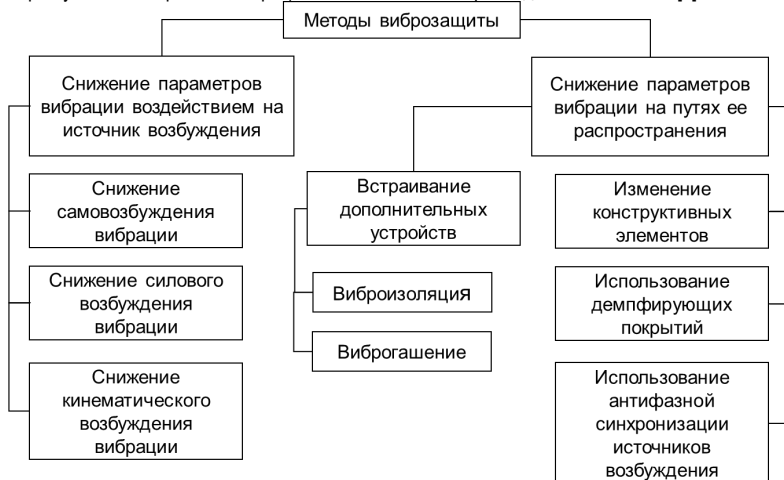 Методы виброзащиты
Снижение параметров
вибрации воздействием на
источник возбуждения
Снижение параметров
вибрации на путях ее
распространения
Снижение
самовозбуждения
вибрации
Снижение силового
возбуждения
вибрации
Снижение
кинематического
возбуждения
вибрации
Встраивание
дополнительных
устройств
Виброизоляция
Виброгашение
Изменение
конструктивных
элементов
Использование
демпфирующих
покрытий
Использование
антифазной
синхронизации
источников
возбуждения